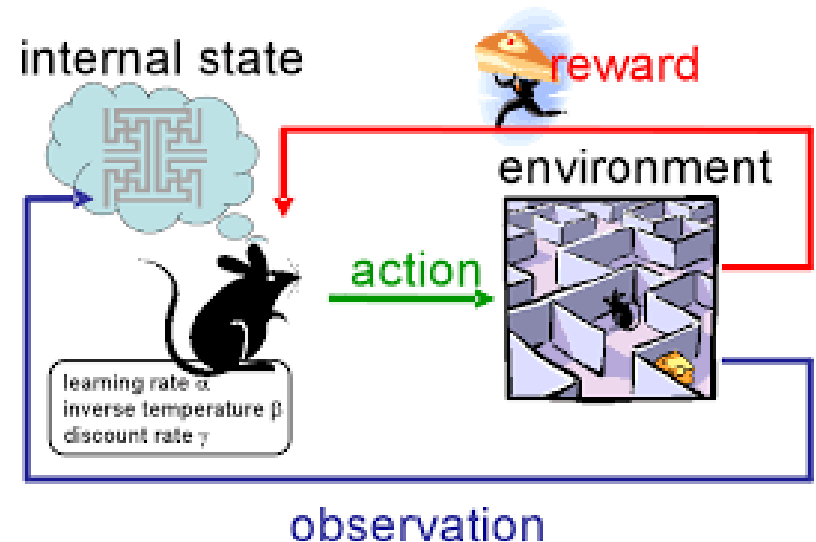 internal state
reward
environment
action
learning rate α
inverse temperature β
discount rate γ
observation